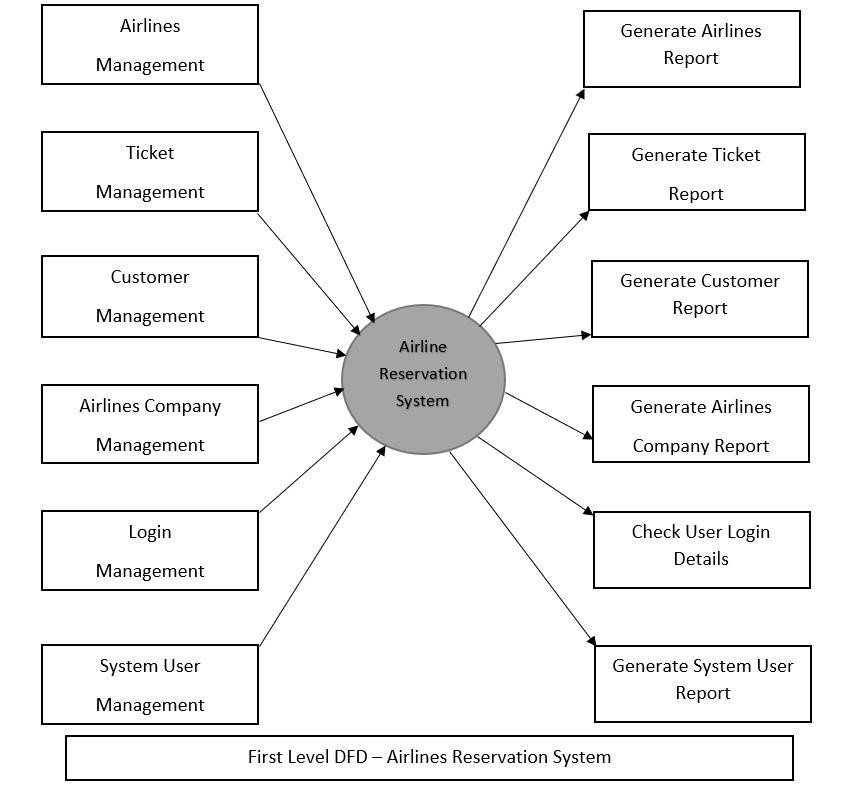 Airlines
Management
Ticket
Management
Customer
Management
Airlines Company
Management
Login
Management
System User
Management
Airline
Reservation
System
Generate Airlines
Report
Generate Ticket
Report
Generate Customer
Report
Generate Airlines
Company Report
Check User Login
Details
Generate System User
Report
First Level DFD – Airlines Reservation System